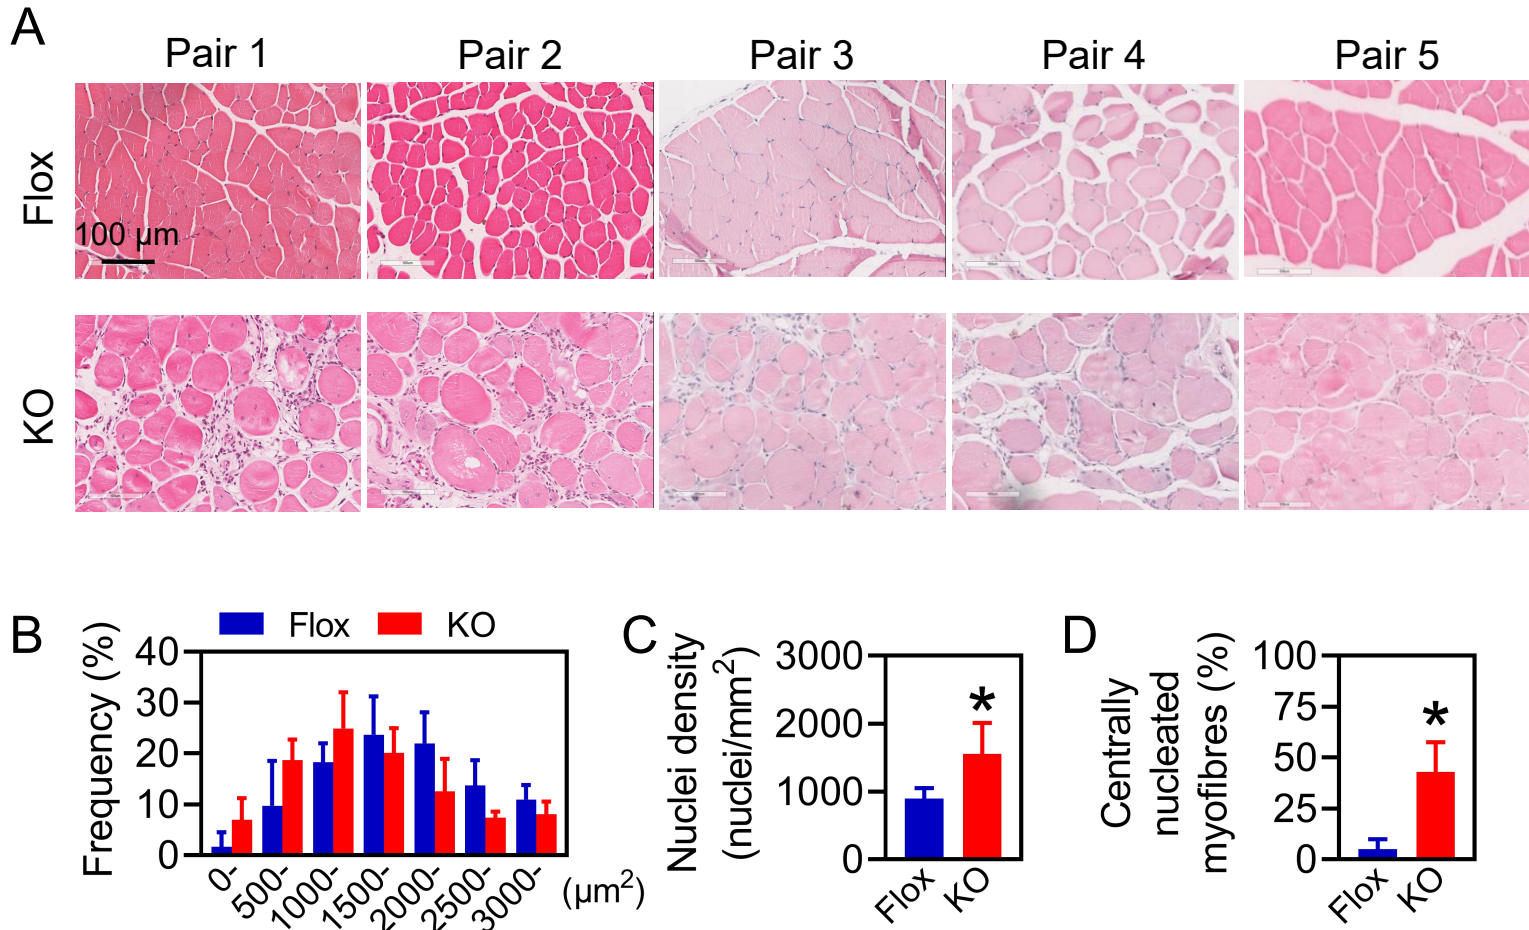 A
Pair 1 Pair 2 Pair 3 Pair 4 Pair 5
Flox
100 µm
KO
B
Flox KO
Frequency (%)
40
30
20
10
0
0- 500- 1000- 1500- 2000- 2500- 3000- (µm²)
C
Nuclei density
(nuclei/mm²)
3000
2000
1000
0
*
Flox KO
D
Centrally
nucleated
myofibres (%)
100
75
50
25
0
*
Flox KO